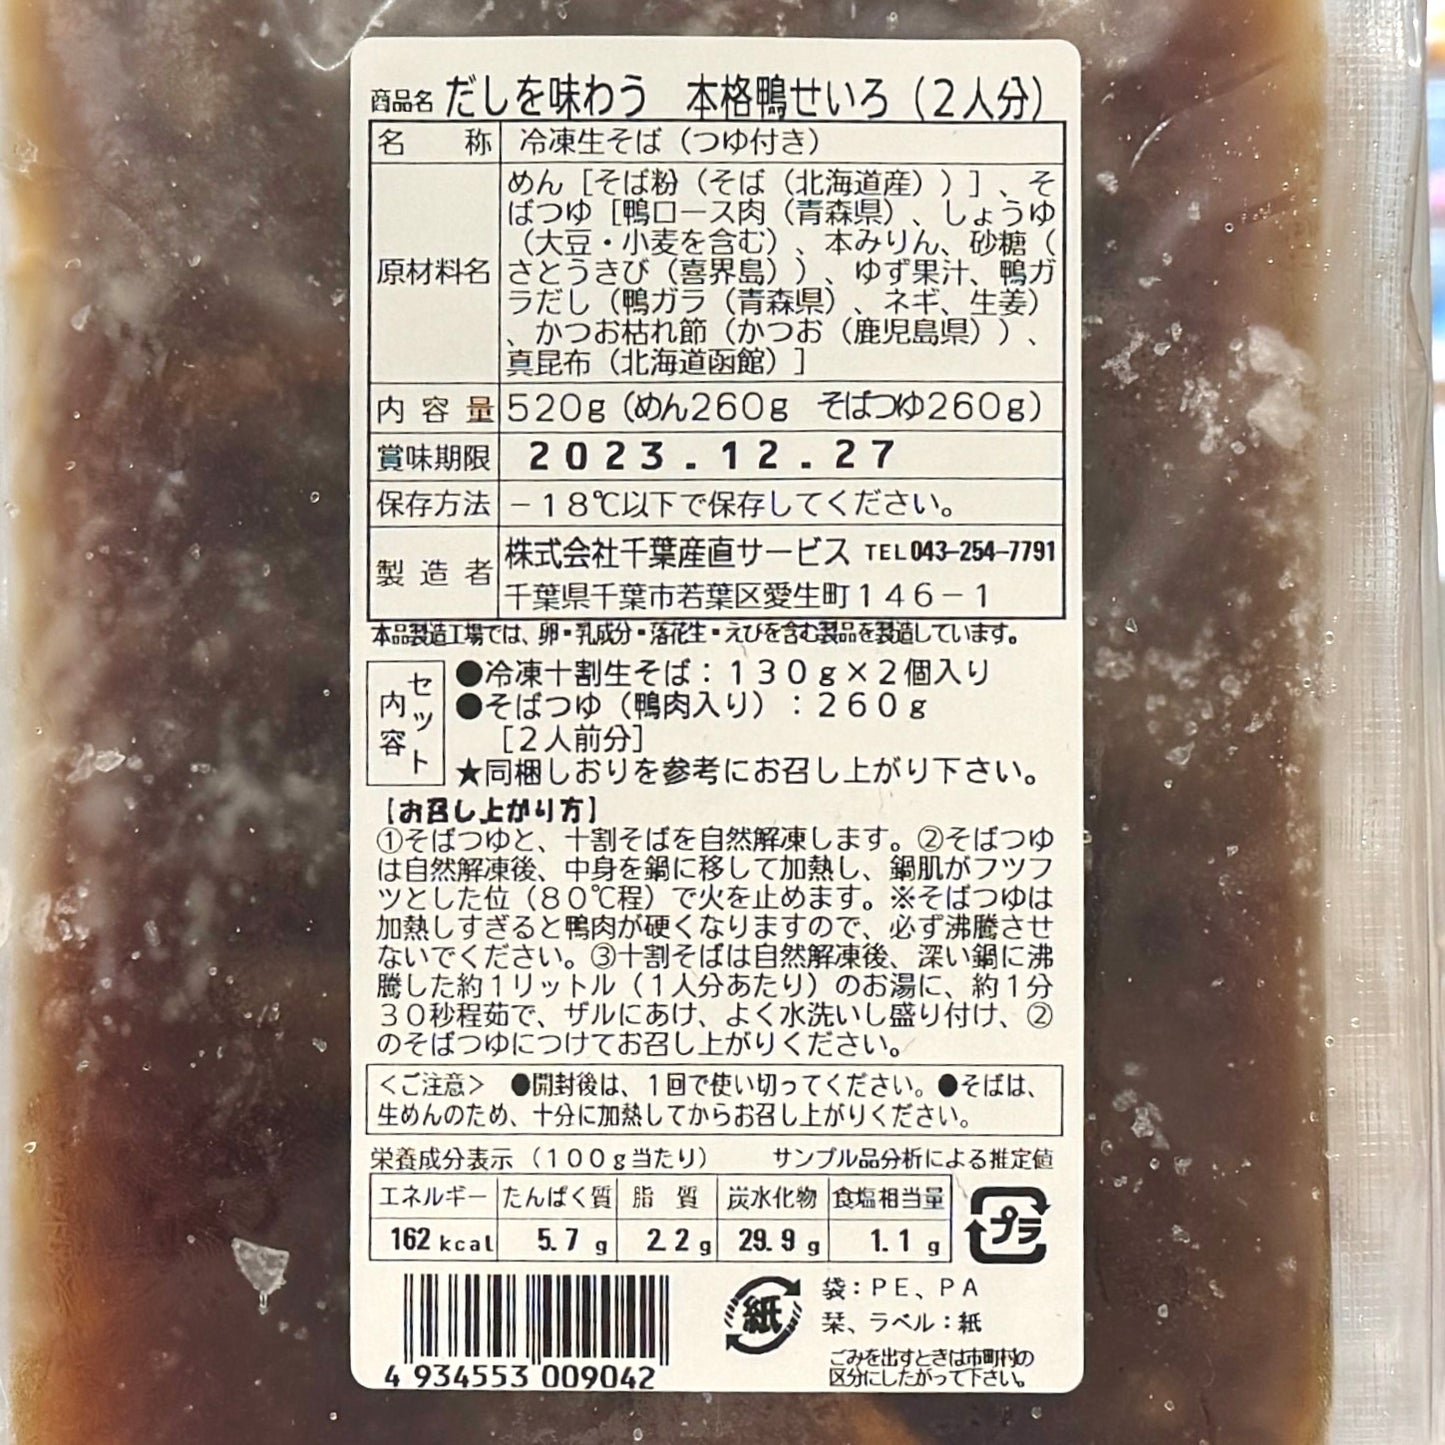 商品名 だしを味わう 本格鴨せいろ（２人分）
名称 冷凍生そば（つゆ付き）
原材料名 めん［そば粉（そば（北海道産））］、そ
ばつゆ［鴨ロース肉（青森県）、しょうゆ
（大豆・小麦を含む）、本みりん、砂糖（
さとうきび（喜界島））、ゆず果汁、鴨ガ
ラだし（鴨ガラ（青森県）、ネギ、生姜）
、かつお枯れ節（かつお（鹿児島県））、
真昆布（北海道函館）］
内容量 520g（めん260g そばつゆ260g）
賞味期限 2023.12.27
保存方法 －18℃以下で保存してください。
製造者 株式会社千葉産直サービス TEL043-254-7791
千葉県千葉市若葉区愛生町１４６－１
本品製造工場では、卵・乳成分・落花生・えびを含む製品を製造しています。
セット内容 ●冷凍十割生そば：１３０ｇ×２個入り
●そばつゆ（鴨肉入り）：２６０ｇ
［２人前分］
★同梱しおりを参考にお召し上がり下さい。
【お召し上がり方】
①そばつゆと、十割そばを自然解凍します。②そばつゆ
は自然解凍後、中身を鍋に移して加熱し、鍋肌がフツフ
ツとした位（８０℃程）で火を止めます。※そばつゆは
加熱しすぎると鴨肉が硬くなりますので、必ず沸騰させ
ないでください。③十割そばは自然解凍後、深い鍋に沸
騰した約１リットル（１人分あたり）のお湯に、約１分
３０秒程茹で、ザルにあけ、よく水洗いし盛り付け、②
のそばつゆにつけてお召し上がりください。
＜ご注意＞ ●開封後は、１回で使い切ってください。●そばは、
生めんのため、十分に加熱してからお召し上がりください。
栄養成分表示（１００ｇ当たり） サンプル品分析による推定値
エネルギー たんぱく質 脂質 炭水化物 食塩相当量
162kcal 5.7g 2.2g 29.9g 1.1g
プラ
紙
袋：ＰＥ、ＰＡ
栞、ラベル：紙
ごみを出すときは市町村の
区分にしたがって下さい。
4 934553 009042